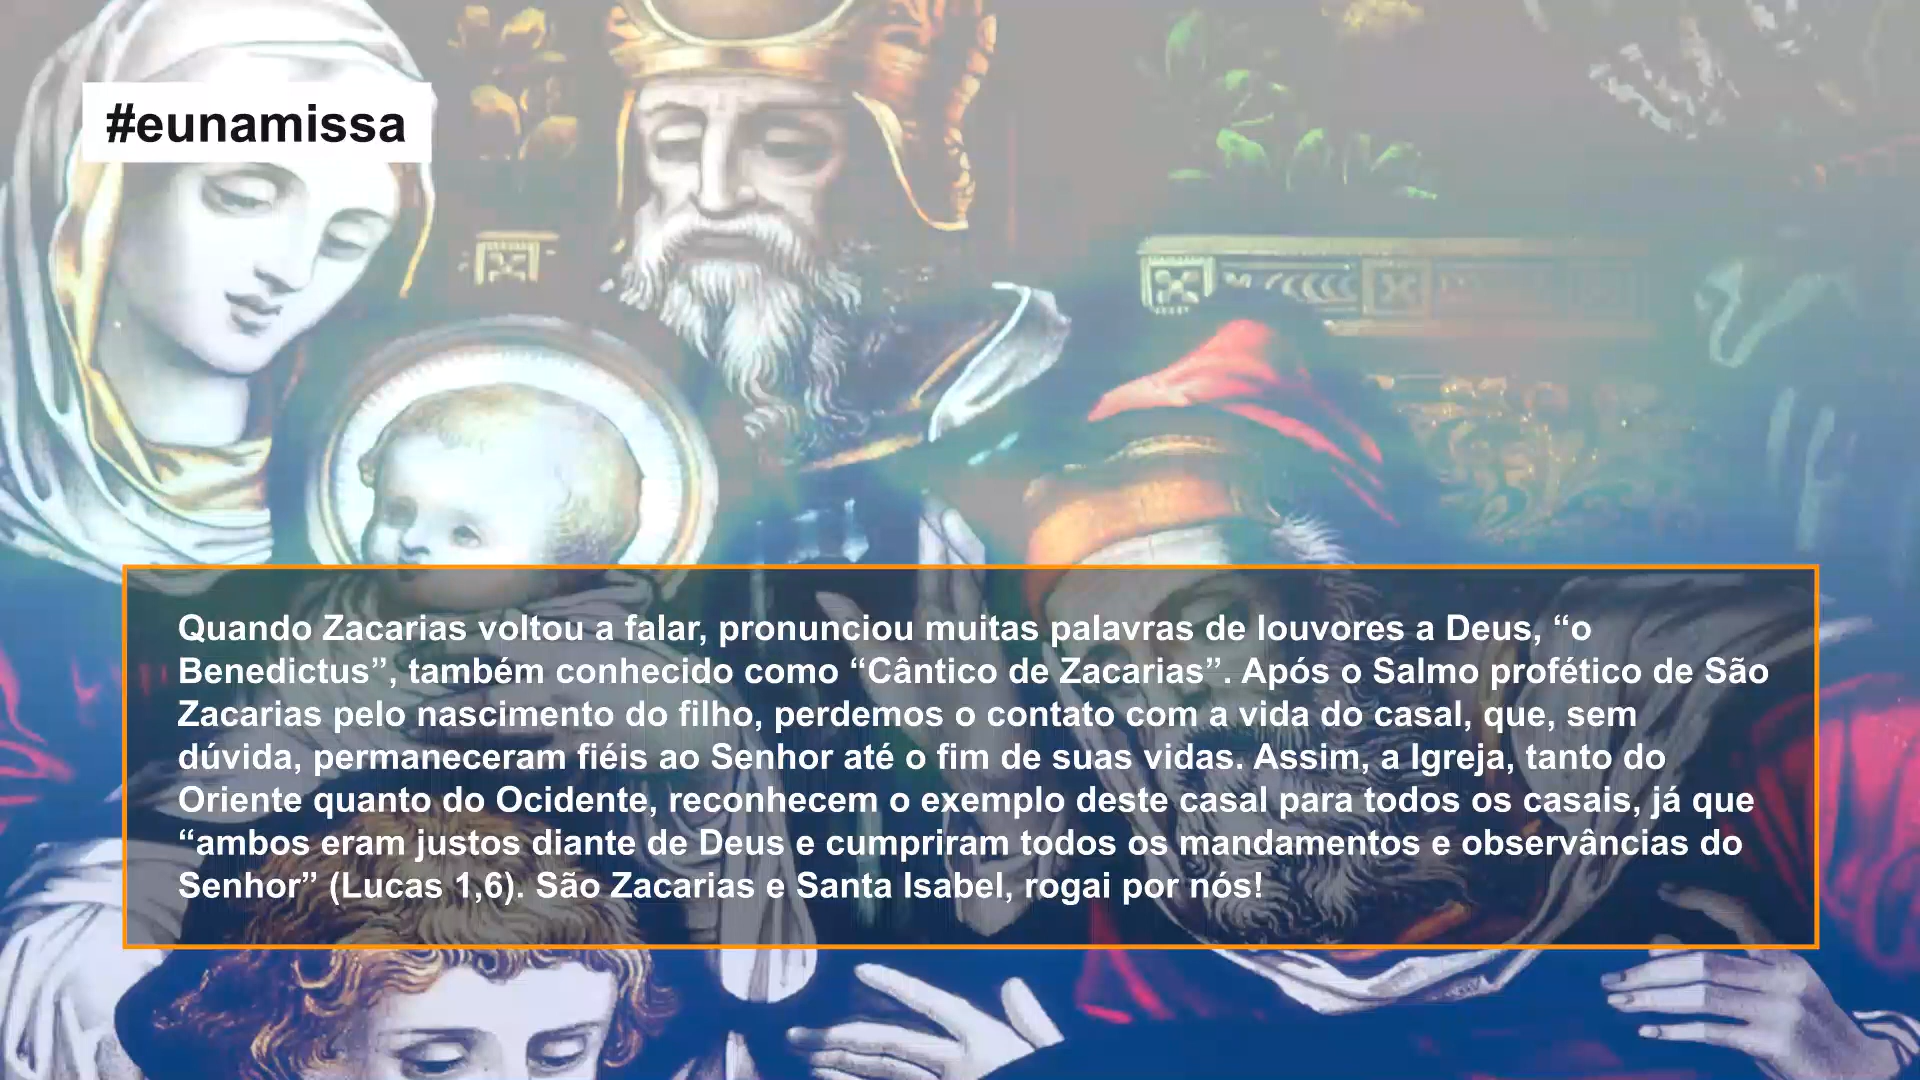 #eunamissa
Quando Zacarias voltou a falar, pronunciou muitas palavras de louvores a Deus, “o
Benedictus”, também conhecido como “Cântico de Zacarias”. Após o Salmo profético de São
Zacarias pelo nascimento do filho, perdemos o contato com a vida do casal, que, sem
dúvida, permaneceram fiéis ao Senhor até o fim de suas vidas. Assim, a Igreja, tanto do
Oriente quanto do Ocidente, reconhecem o exemplo deste casal para todos os casais, já que
“ambos eram justos diante de Deus e cumpriram todos os mandamentos e observâncias do
Senhor” (Lucas 1,6). São Zacarias e Santa Isabel, rogai por nós!